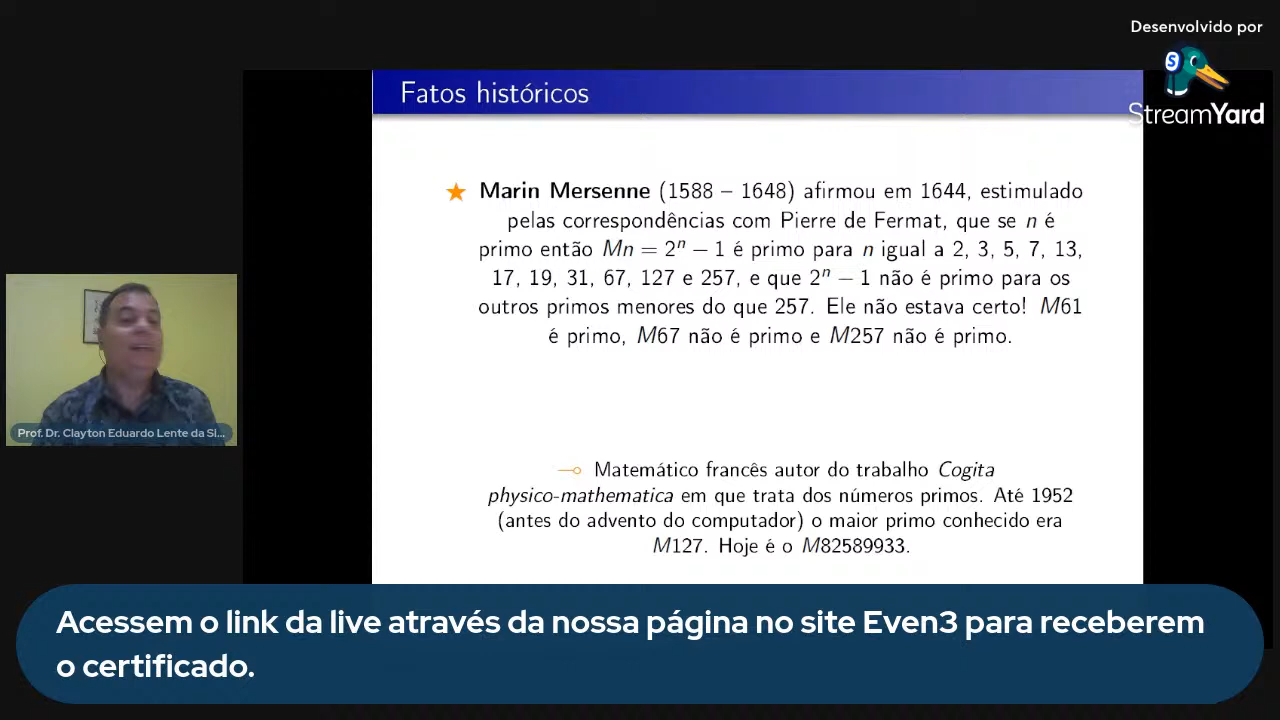 Desenvolvido por
StreamYard
Fatos históricos
★ Marin Mersenne (1588 – 1648) afirmou em 1644, estimulado
pelas correspondências com Pierre de Fermat, que se n é
primo então Mn = 2ⁿ − 1 é primo para n igual a 2, 3, 5, 7, 13,
17, 19, 31, 67, 127 e 257, e que 2ⁿ − 1 não é primo para os
outros primos menores do que 257. Ele não estava certo! M61
é primo, M67 não é primo e M257 não é primo.
Matemático francês autor do trabalho Cogita
physico-mathematica em que trata dos números primos. Até 1952
(antes do advento do computador) o maior primo conhecido era
M127. Hoje é o M82589933.
Prof. Dr. Clayton Eduardo Lente da Si...
Acessem o link da live através da nossa página no site Even3 para receberem
o certificado.